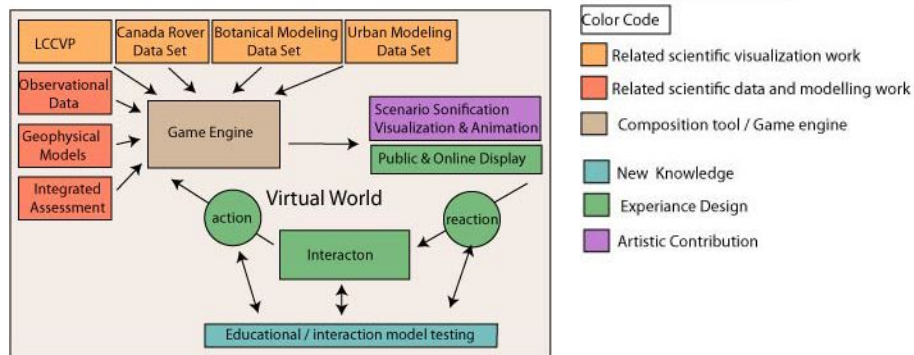 LCCVP
Canada Rover
Data Set
Botanical Modeling
Data Set
Urban Modeling
Data Set
Observational
Data
Geophysical
Models
Integrated
Assessment
Game Engine
Scenario Sonification
Visualization & Animation
Public & Online Display
Virtual World
action
reaction
Interacton
Educational / interaction model testing
Color Code
Related scientific visualization work
Related scientific data and modelling work
Composition tool / Game engine
New Knowledge
Experiance Design
Artistic Contribution